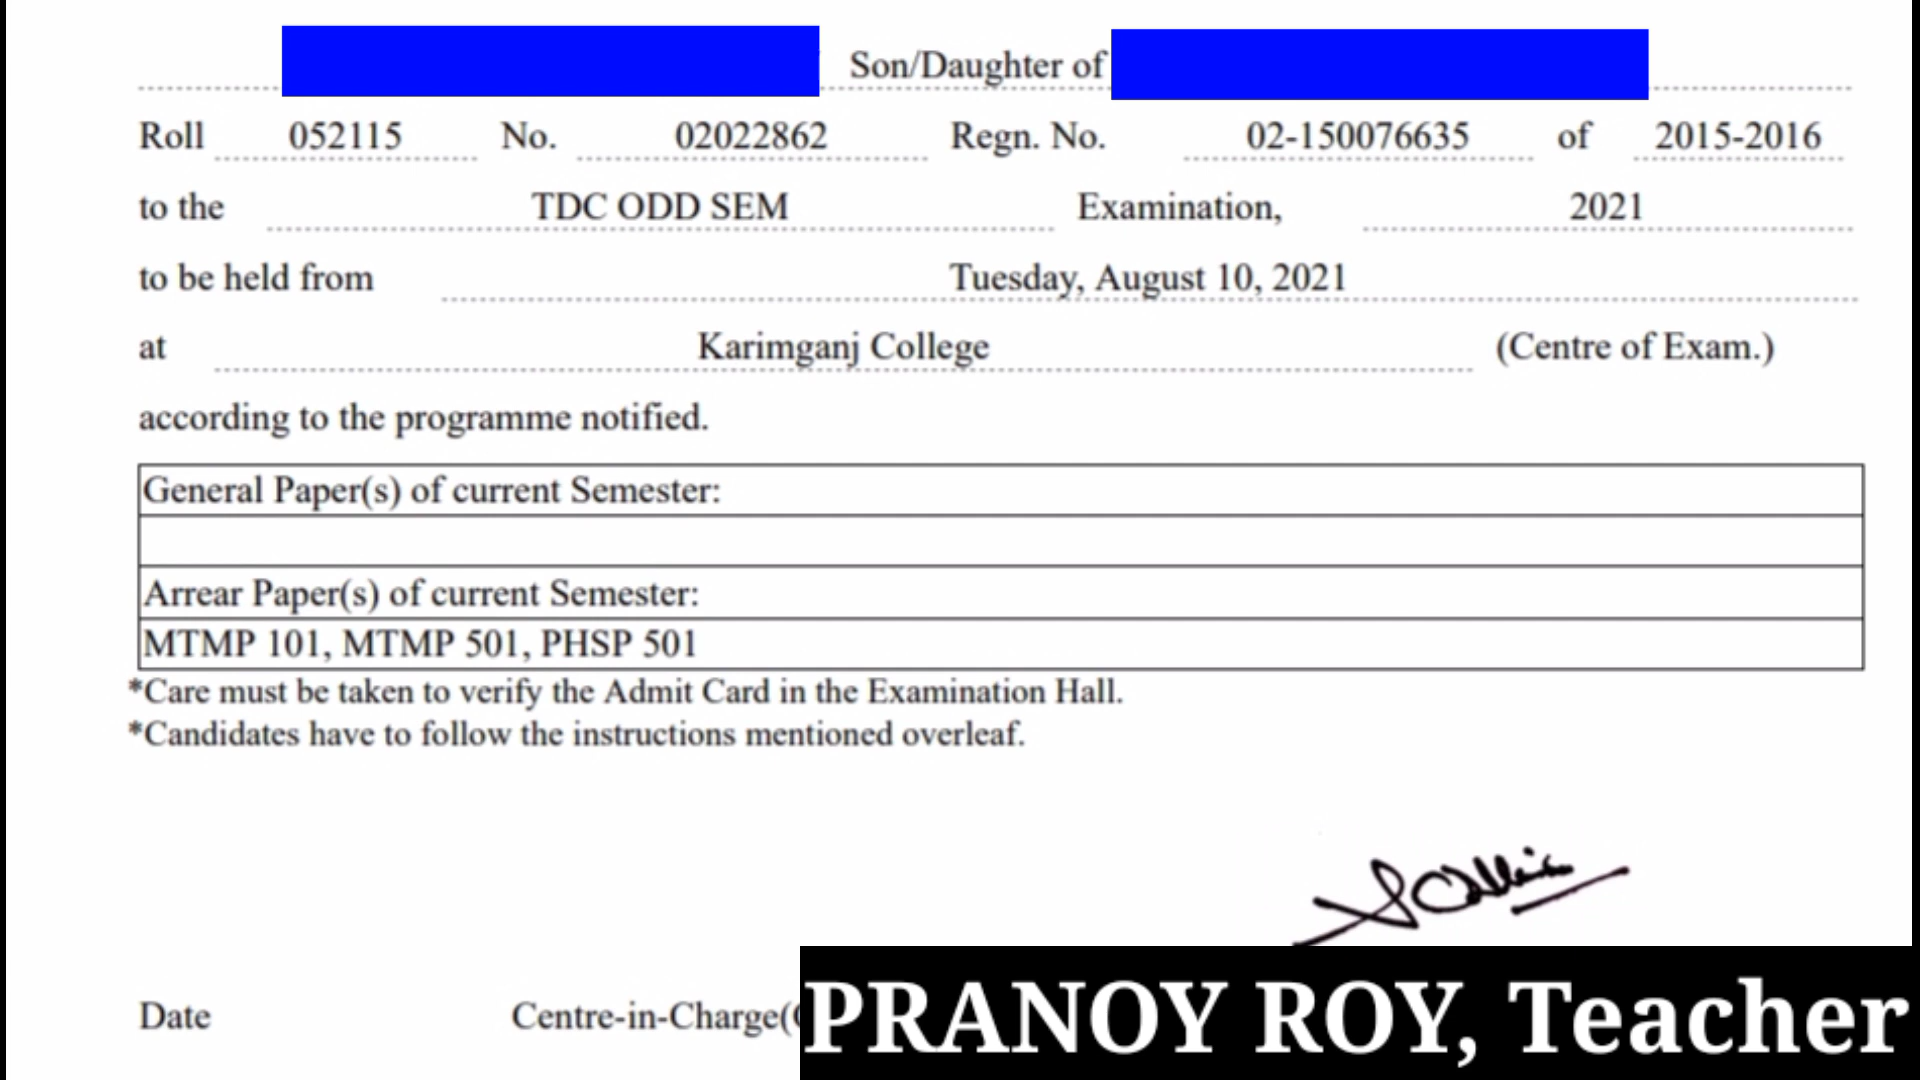 Son/Daughter of
Roll 052115 No. 02022862 Regn. No. 02-150076635 of 2015-2016
to the TDC ODD SEM Examination, 2021
to be held from Tuesday, August 10, 2021
at Karimganj College (Centre of Exam.)
according to the programme notified.
General Paper(s) of current Semester:
Arrear Paper(s) of current Semester:
MTMP 101, MTMP 501, PHSP 501
*Care must be taken to verify the Admit Card in the Examination Hall.
*Candidates have to follow the instructions mentioned overleaf.
Date Centre-in-Charge(
PRANOY ROY, Teacher